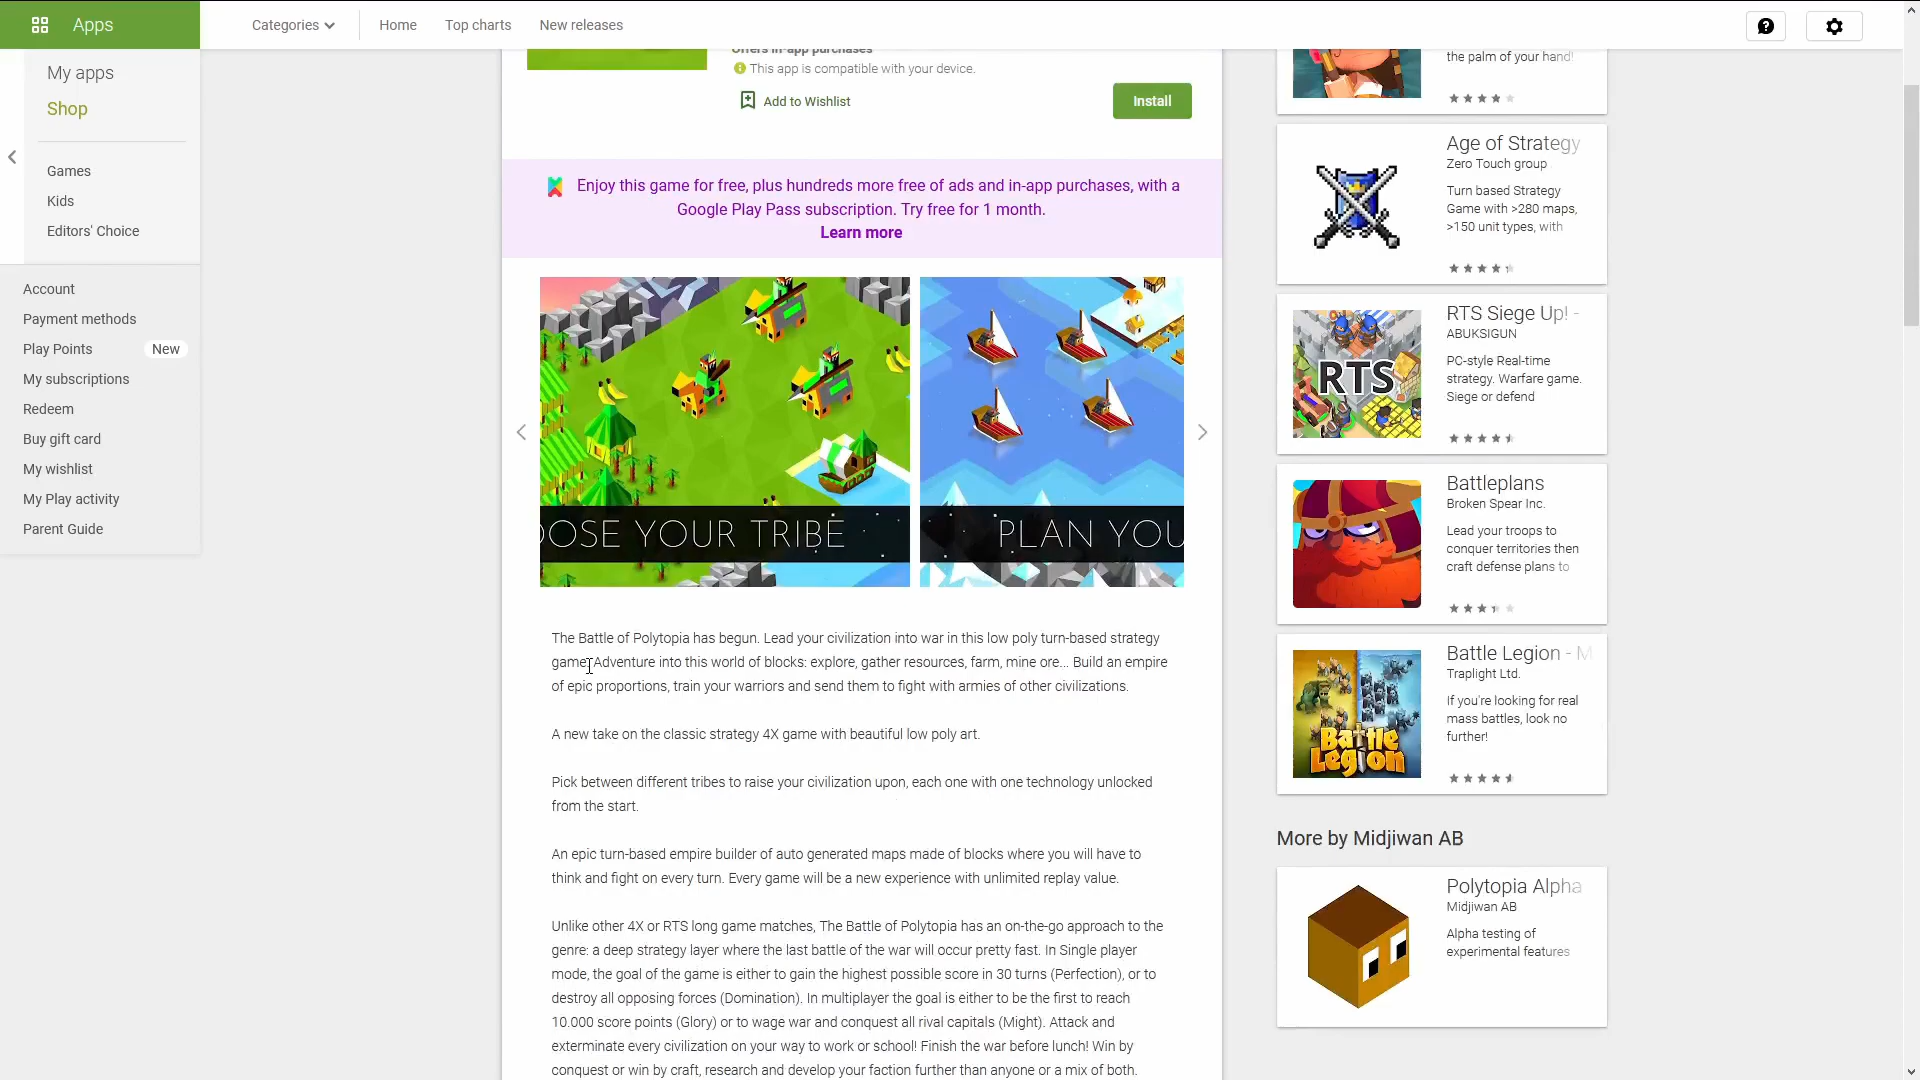 Apps
Categories
Home
Top charts
New releases
My apps
Shop
Games
Kids
Editors' Choice
Account
Payment methods
Play Points
New
My subscriptions
Redeem
Buy gift card
My wishlist
My Play activity
Parent Guide
Offers in-app purchases
This app is compatible with your device.
Add to Wishlist
Install
Enjoy this game for free, plus hundreds more free of ads and in-app purchases, with a
Google Play Pass subscription. Try free for 1 month.
Learn more
OOSE YOUR TRIBE
PLAN YOU
The Battle of Polytopia has begun. Lead your civilization into war in this low poly turn-based strategy
game. Adventure into this world of blocks: explore, gather resources, farm, mine ore... Build an empire
of epic proportions, train your warriors and send them to fight with armies of other civilizations.
A new take on the classic strategy 4X game with beautiful low poly art.
Pick between different tribes to raise your civilization upon, each one with one technology unlocked
from the start.
An epic turn-based empire builder of auto generated maps made of blocks where you will have to
think and fight on every turn. Every game will be a new experience with unlimited replay value.
Unlike other 4X or RTS long game matches, The Battle of Polytopia has an on-the-go approach to the
genre: a deep strategy layer where the last battle of the war will occur pretty fast. In Single player
mode, the goal of the game is either to gain the highest possible score in 30 turns (Perfection), or to
destroy all opposing forces (Domination). In multiplayer the goal is either to be the first to reach
10.000 score points (Glory) or to wage war and conquest all rival capitals (Might). Attack and
exterminate every civilization on your way to work or school! Finish the war before lunch! Win by
conquest or win by craft, research and develop your faction further than anyone or a mix of both.
the palm of your hand!
Age of Strategy
Zero Touch group
Turn based Strategy
Game with >280 maps,
>150 unit types, with
RTS Siege Up! -
ABUKSIGUN
PC-style Real-time
strategy. Warfare game.
Siege or defend
RTS
Battleplans
Broken Spear Inc.
Lead your troops to
conquer territories then
craft defense plans to
Battle Legion - M
Traplight Ltd.
If you're looking for real
mass battles, look no
further!
Battle
Legion
More by Midjiwan AB
Polytopia Alpha
Midjiwan AB
Alpha testing of
experimental features